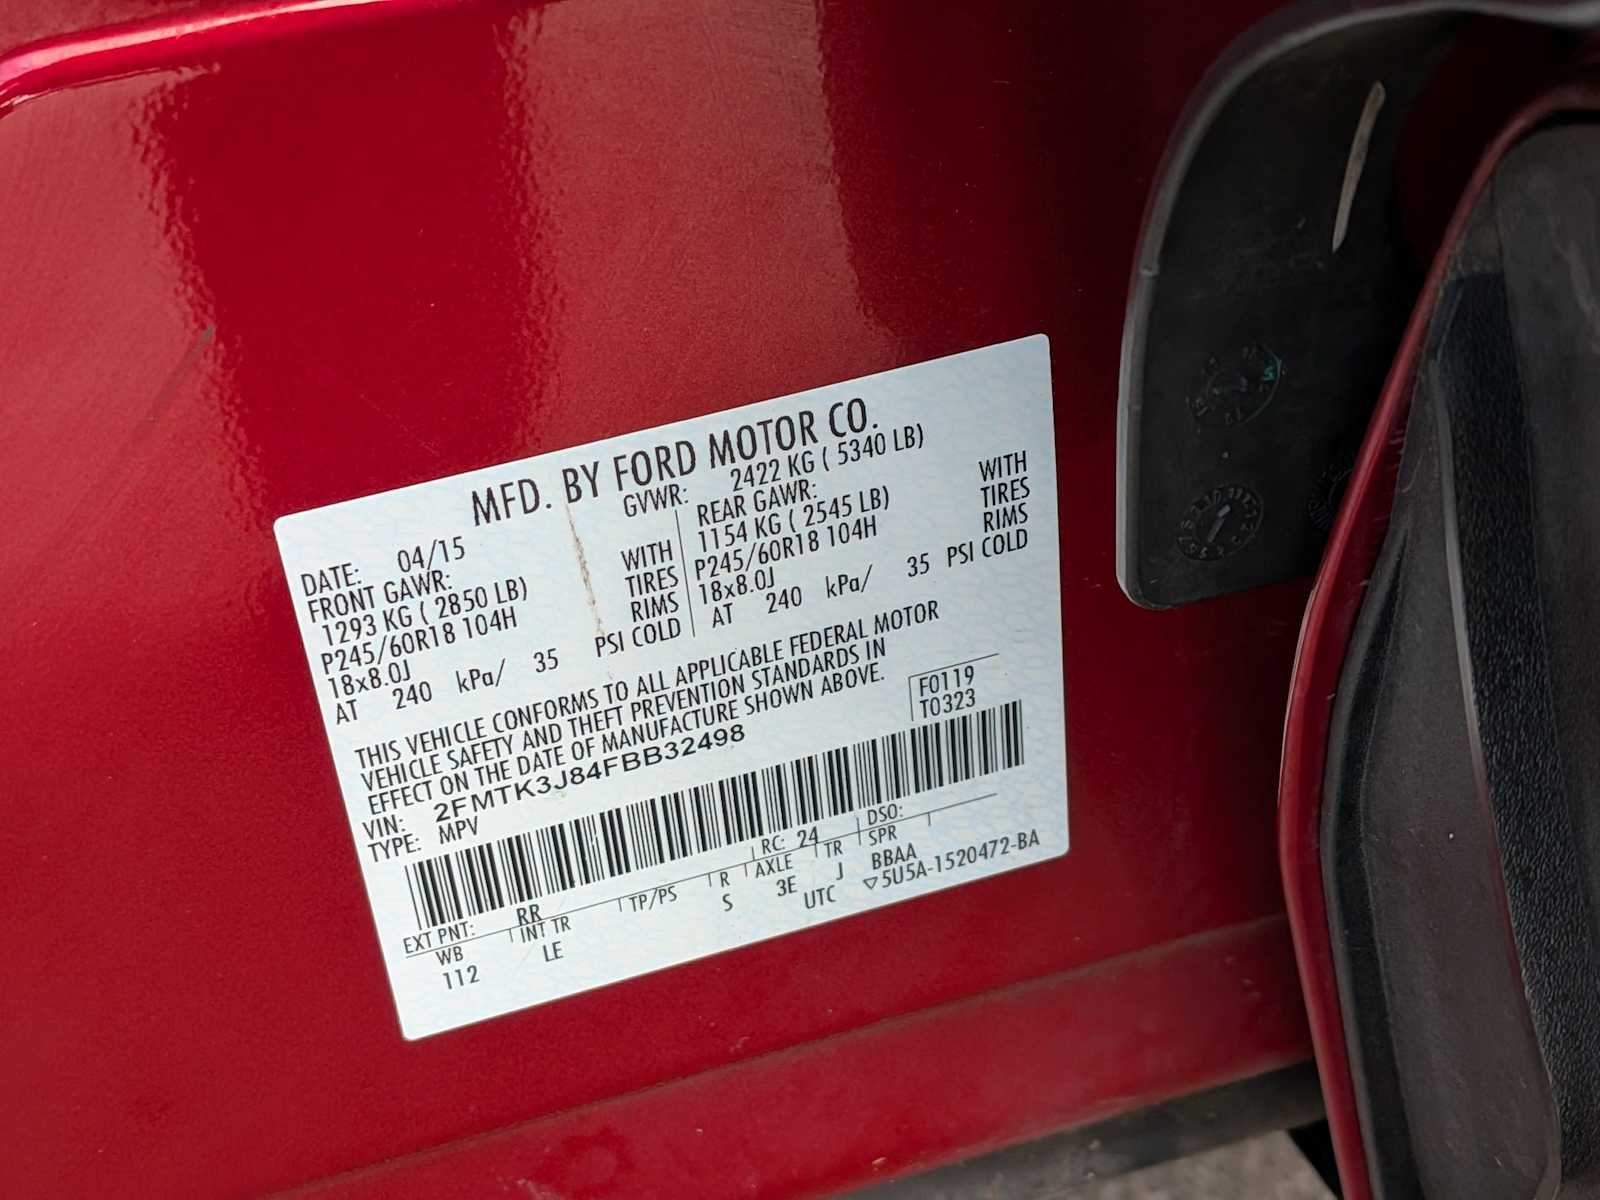 MFD. BY FORD MOTOR CO.
DATE: 04/15 GVWR: 2422 KG ( 5340 LB)
FRONT GAWR: REAR GAWR:
1293 KG ( 2850 LB) WITH 1154 KG ( 2545 LB) WITH
P245/60R18 104H TIRES P245/60R18 104H TIRES
18x8.0J RIMS 18x8.0J RIMS
AT 240 kPa/ 35 PSI COLD AT 240 kPa/ 35 PSI COLD
THIS VEHICLE CONFORMS TO ALL APPLICABLE FEDERAL MOTOR
VEHICLE SAFETY AND THEFT PREVENTION STANDARDS IN
EFFECT ON THE DATE OF MANUFACTURE SHOWN ABOVE.
F0119
T0323
VIN: 2FMTK3J84FBB32498
TYPE: MPV
EXT PNT: RR RC: 24 DSO:
WB INT TR TP/PS R AXLE TR SPR
112 LE S 3E J BBAA
UTC ▽5U5A-1520472-BA